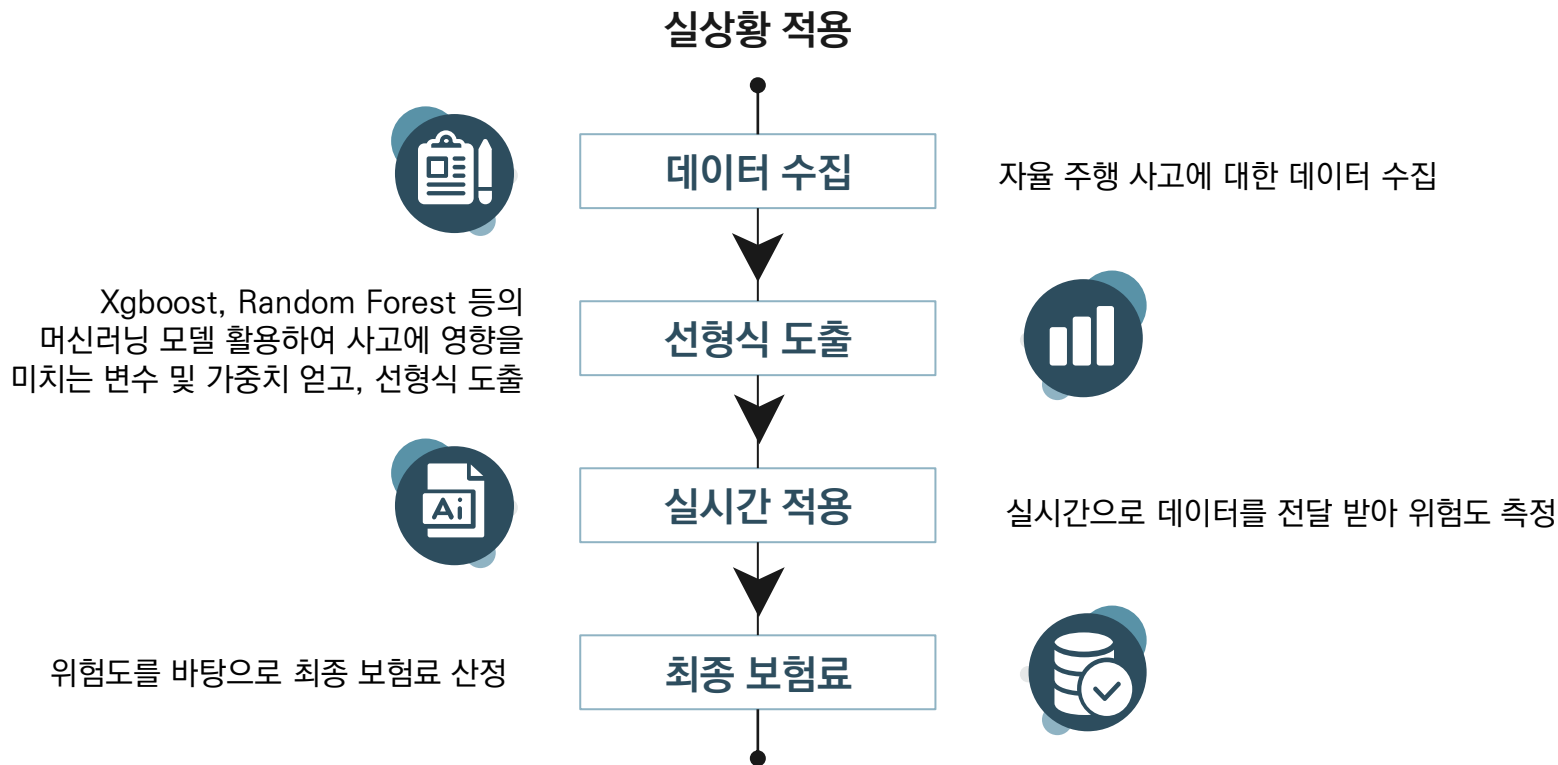 실상황 적용
데이터 수집
자율 주행 사고에 대한 데이터 수집
Xgboost, Random Forest 등의
머신러닝 모델 활용하여 사고에 영향을
미치는 변수 및 가중치 얻고, 선형식 도출
선형식 도출
Ai
실시간 적용
실시간으로 데이터를 전달 받아 위험도 측정
위험도를 바탕으로 최종 보험료 산정
최종 보험료